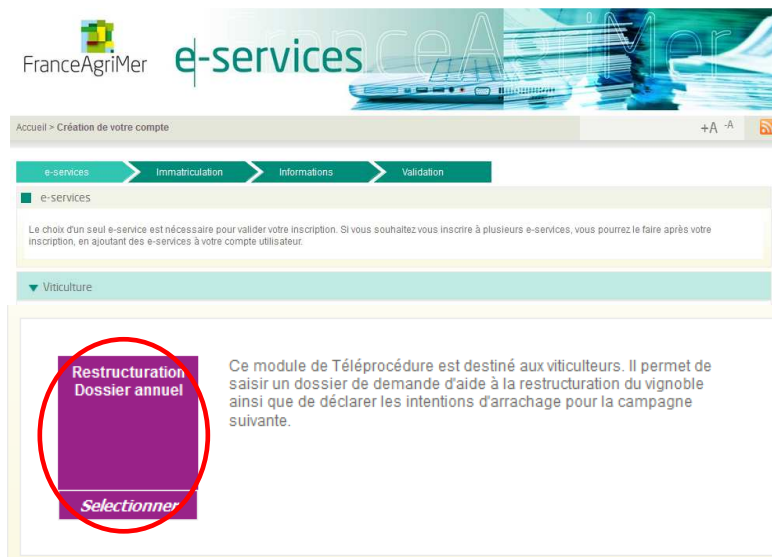 FranceAgriMer e-services
FranceAgriMer
Accueil > Création de votre compte +A -A
e-services Immatriculation Informations Validation
e-services
Le choix d'un seul e-service est nécessaire pour valider votre inscription. Si vous souhaitez vous inscrire à plusieurs e-services, vous pourrez le faire après votre
inscription, en ajoutant des e-services à votre compte utilisateur.
Viticulture
Restructuration
Dossier annuel
Selectionner
Ce module de Téléprocédure est destiné aux viticulteurs. Il permet de
saisir un dossier de demande d'aide à la restructuration du vignoble
ainsi que de déclarer les intentions d'arrachage pour la campagne
suivante.